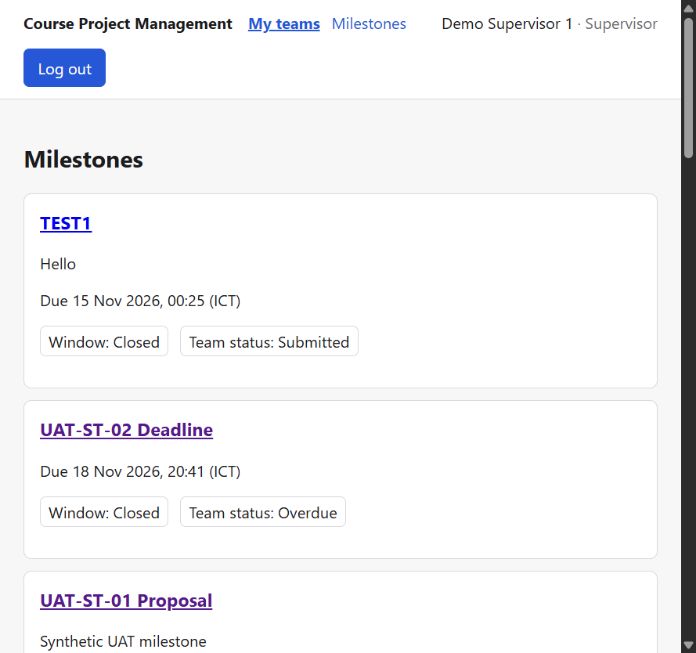 Course Project Management My teams Milestones Demo Supervisor 1 · Supervisor
Log out
Milestones
TEST1
Hello
Due 15 Nov 2026, 00:25 (ICT)
Window: Closed Team status: Submitted
UAT-ST-02 Deadline
Due 18 Nov 2026, 20:41 (ICT)
Window: Closed Team status: Overdue
UAT-ST-01 Proposal
Synthetic UAT milestone